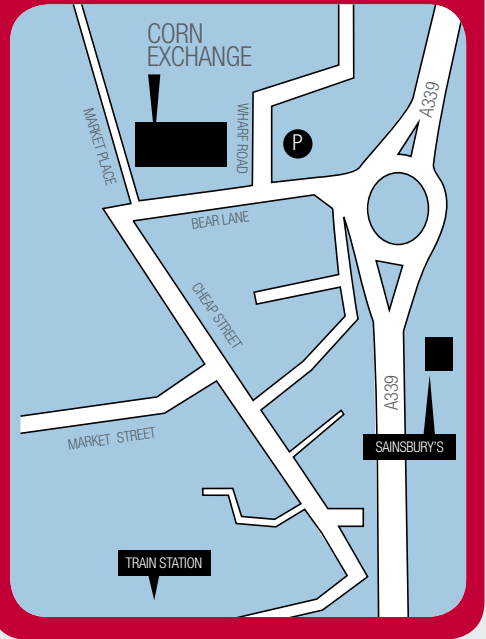 CORN
EXCHANGE
A339
MARKET PLACE
WHARF ROAD
P
BEAR LANE
CHEAP STREET
A339
MARKET STREET
SAINSBURY'S
TRAIN STATION